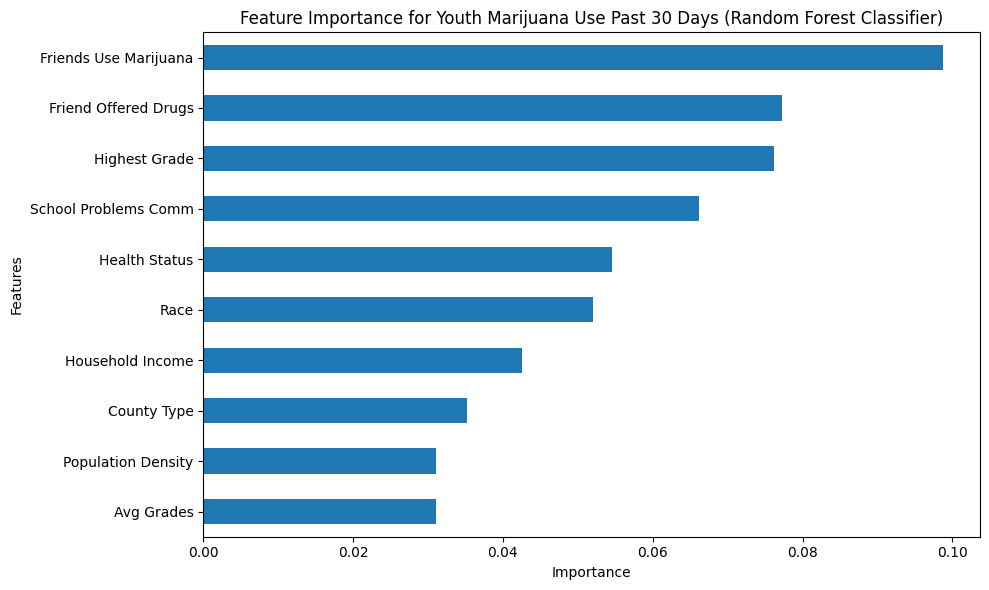 Feature Importance for Youth Marijuana Use Past 30 Days (Random Forest Classifier)
Friends Use Marijuana
Friend Offered Drugs
Highest Grade
School Problems Comm
Health Status
Race
Household Income
County Type
Population Density
Avg Grades
Features
0.00 0.02 0.04 0.06 0.08 0.10
Importance